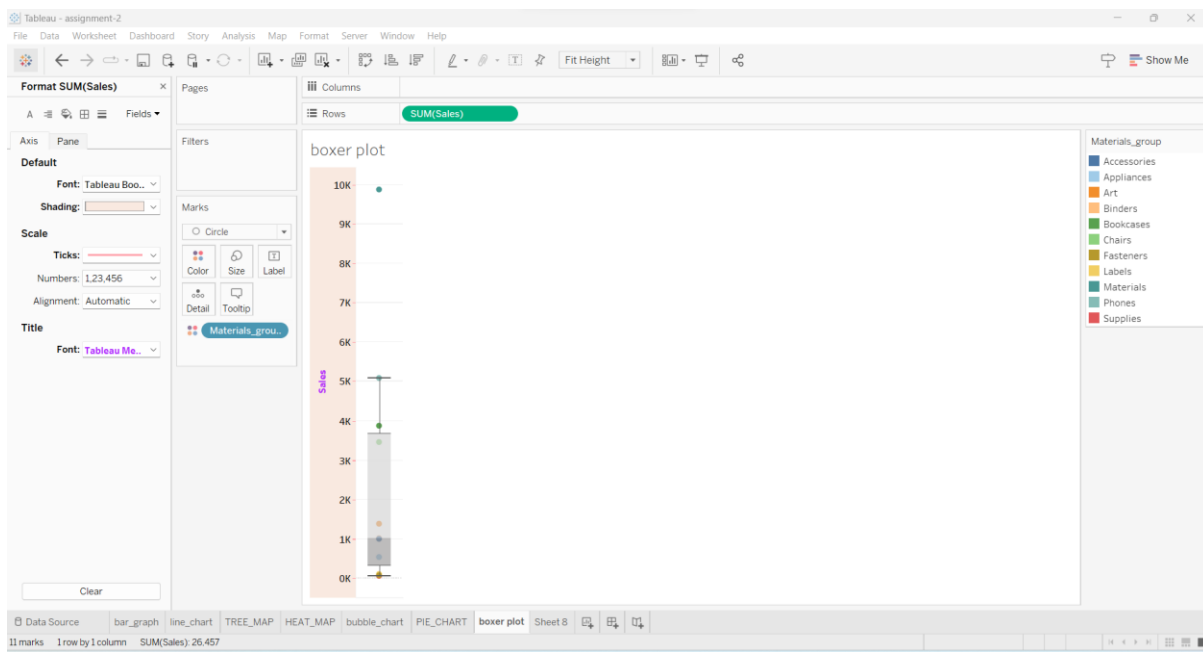 Tableau - assignment-2
File Data Worksheet Dashboard Story Analysis Map Format Server Window Help
Fit Height
Show Me
Format SUM(Sales) ×
Fields
Axis Pane
Default
Font: Tableau Boo..
Shading:
Scale
Ticks:
Numbers: 1,23,456
Alignment: Automatic
Title
Font: Tableau Me..
Clear
Pages
Filters
Marks
Circle
Color Size Label
Detail Tooltip
Materials_grou..
Columns
Rows SUM(Sales)
boxer plot
10K
9K
8K
7K
6K
5K
4K
3K
2K
1K
0K
Sales
Materials_group
Accessories
Appliances
Art
Binders
Bookcases
Chairs
Fasteners
Labels
Materials
Phones
Supplies
Data Source bar_graph line_chart TREE_MAP HEAT_MAP bubble_chart PIE_CHART boxer plot Sheet 8
11 marks 1 row by 1 column SUM(Sales): 26,457